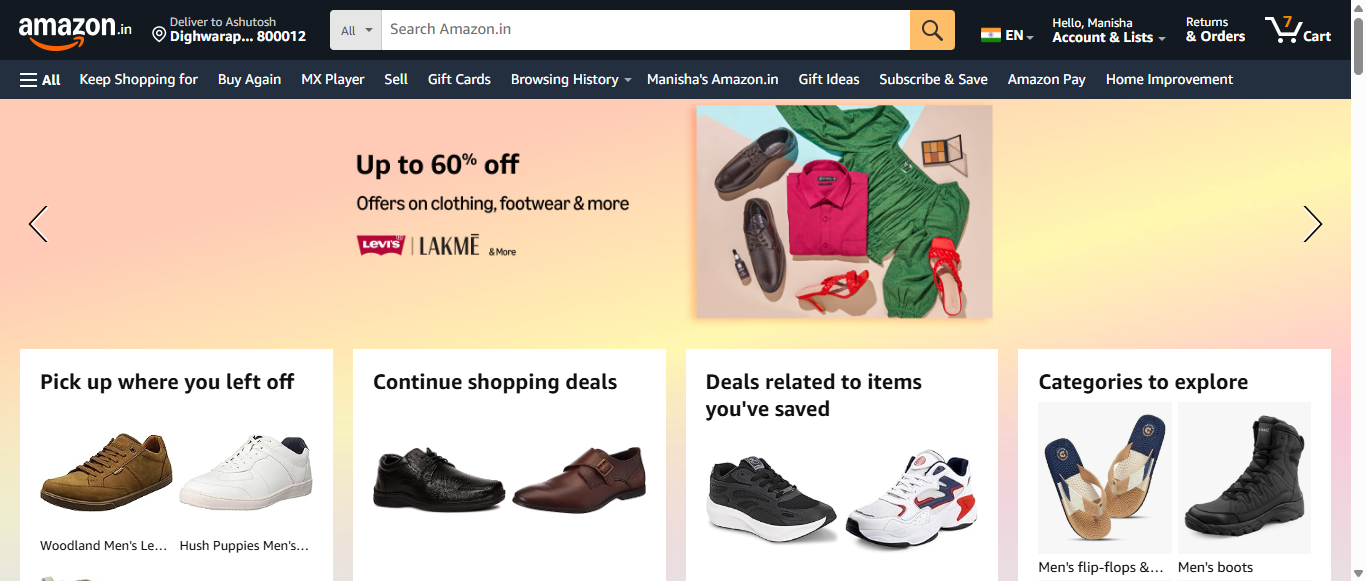 amazon.in
Deliver to Ashutosh
Dighwarap... 800012
All
Search Amazon.in
EN
Hello, Manisha
Account & Lists
Returns
& Orders
7
Cart
All
Keep Shopping for
Buy Again
MX Player
Sell
Gift Cards
Browsing History
Manisha's Amazon.in
Gift Ideas
Subscribe & Save
Amazon Pay
Home Improvement
Up to 60% off
Offers on clothing, footwear & more
LEVI'S | LAKMĒ & More
Pick up where you left off
Woodland Men's Le...
Hush Puppies Men's...
Continue shopping deals
Deals related to items
you've saved
Categories to explore
Men's flip-flops &...
Men's boots